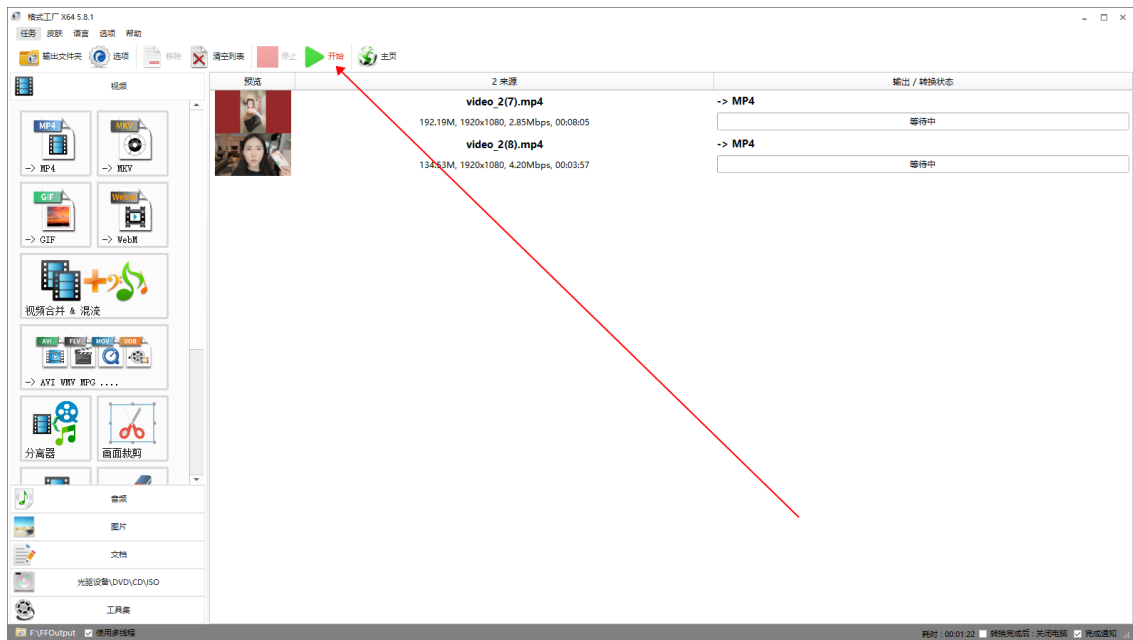 格式工厂 X64 5.8.1
任务 皮肤 语言 选项 帮助
输出文件夹 选项 移除 清空列表 停止 开始 主页
视频
预览 2 来源 输出 / 转换状态
video_2(7).mp4 -> MP4
192.19M, 1920x1080, 2.85Mbps, 00:08:05 等待中
video_2(8).mp4 -> MP4
134.53M, 1920x1080, 4.20Mbps, 00:03:57 等待中
MP4 MKV
-> MP4 -> MKV
GIF WebM
-> GIF -> WebM
视频合并 & 混流
AVI FLV MOV VOB
-> AVI WMV MPG ....
分离器 画面裁剪
音频
图片
文档
光驱设备\DVD\CD\ISO
工具集
F:\FFOutput 使用多线程 耗时 : 00:01:22 转换完成后 : 关闭电脑 完成通知